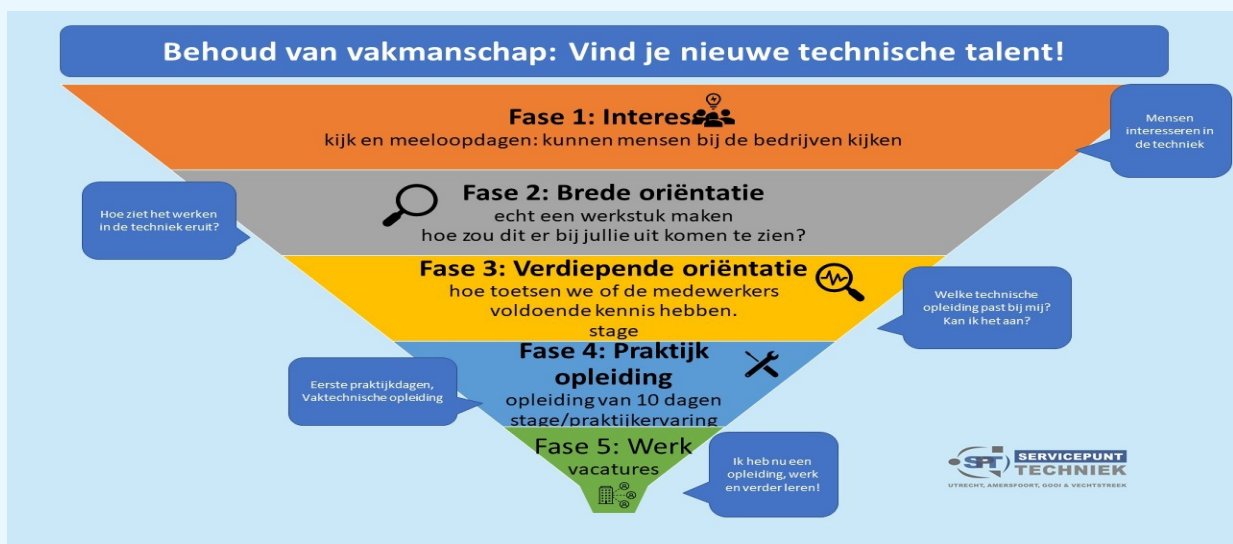 Behoud van vakmanschap: Vind je nieuwe technische talent!
Fase 1: Interes
kijk en meeloopdagen: kunnen mensen bij de bedrijven kijken
Mensen
interesseren in
de techniek
Fase 2: Brede oriëntatie
echt een werkstuk maken
hoe zou dit er bij jullie uit komen te zien?
Hoe ziet het werken
in de techniek eruit?
Fase 3: Verdiepende oriëntatie
hoe toetsen we of de medewerkers
voldoende kennis hebben.
stage
Welke technische
opleiding past bij mij?
Kan ik het aan?
Fase 4: Praktijk
opleiding
opleiding van 10 dagen
stage/praktijkervaring
Eerste praktijkdagen,
Vaktechnische opleiding
Fase 5: Werk
vacatures
Ik heb nu een
opleiding, werk
en verder leren!
SPT SERVICEPUNT
TECHNIEK
UTRECHT, AMERSFOORT, GOOI & VECHTSTREEK